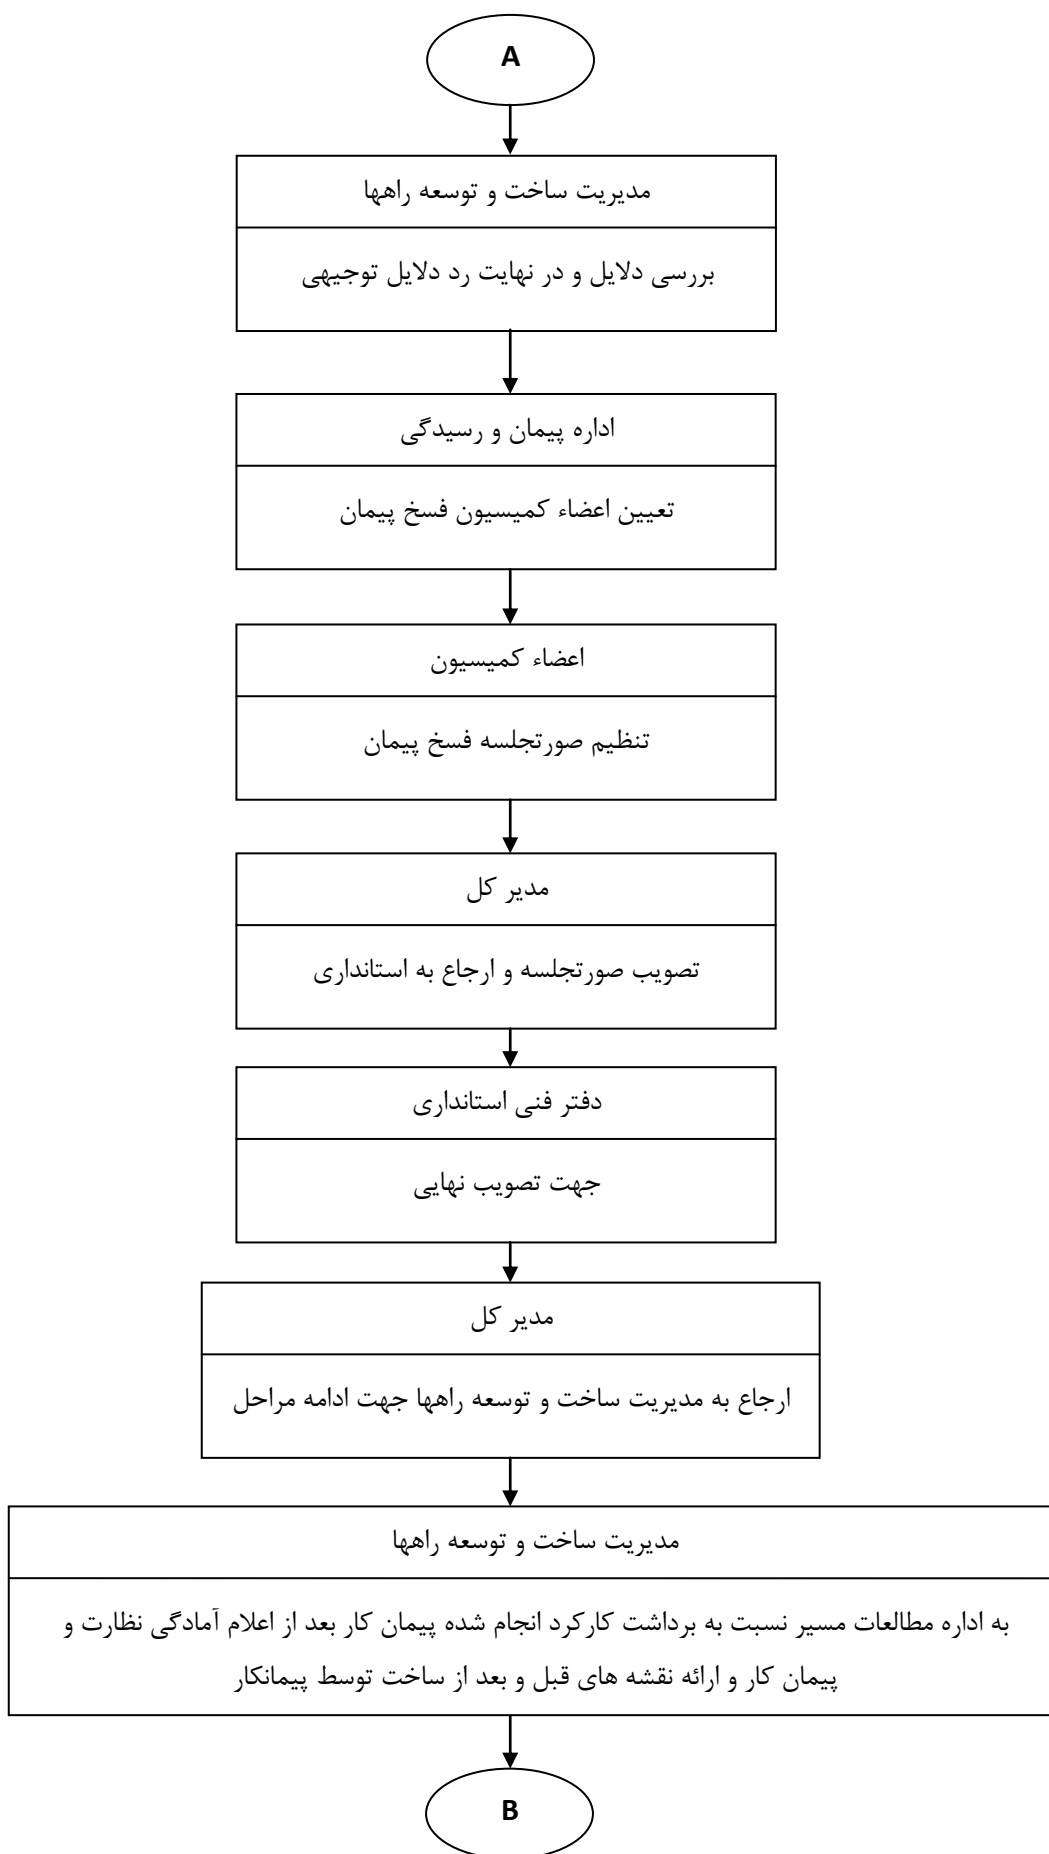 A
مدیریت ساخت و توسعه راهها
بررسی دلایل و در نهایت رد دلایل توجیهی
اداره پیمان و رسیدگی
تعیین اعضاء کمیسیون فسخ پیمان
اعضاء کمیسیون
تنظیم صورتجلسه فسخ پیمان
مدیر کل
تصویب صورتجلسه و ارجاع به استانداری
دفتر فنی استانداری
جهت تصویب نهایی
مدیر کل
ارجاع به مدیریت ساخت و توسعه راهها جهت ادامه مراحل
مدیریت ساخت و توسعه راهها
به اداره مطالعات مسیر نسبت به برداشت کارکرد انجام شده پیمان کار بعد از اعلام آمادگی نظارت و
پیمان کار و ارائه نقشه های قبل و بعد از ساخت توسط پیمانکار
B